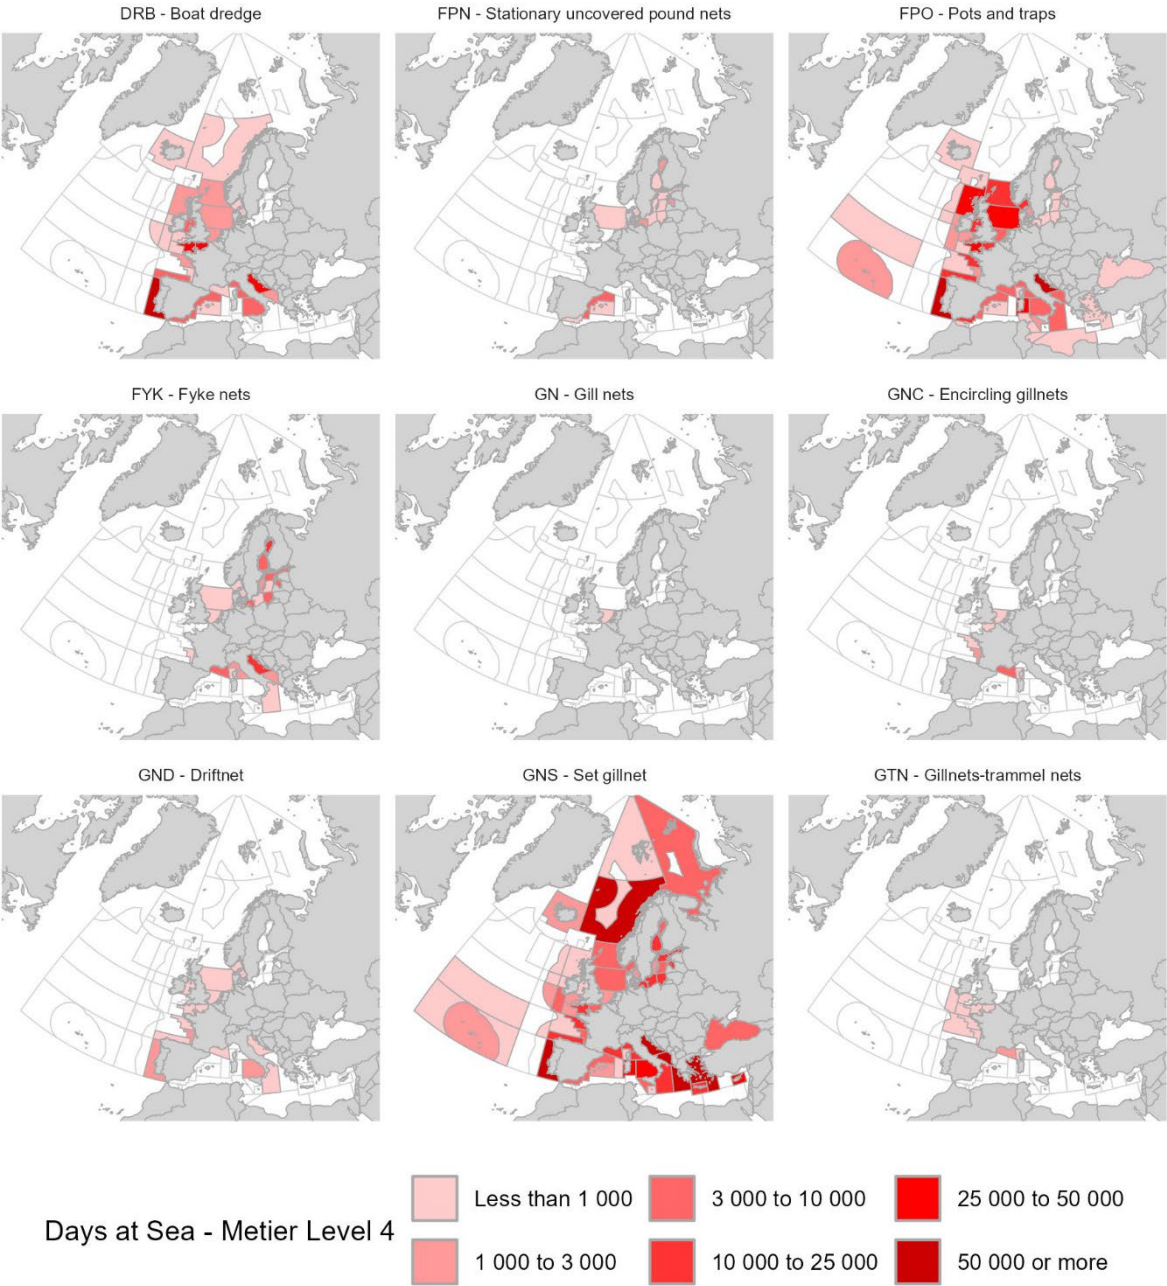 DRB - Boat dredge
FPN - Stationary uncovered pound nets
FPO - Pots and traps
FYK - Fyke nets
GN - Gill nets
GNC - Encircling gillnets
GND - Driftnet
GNS - Set gillnet
GTN - Gillnets-trammel nets
Days at Sea - Metier Level 4
Less than 1 000
3 000 to 10 000
25 000 to 50 000
1 000 to 3 000
10 000 to 25 000
50 000 or more